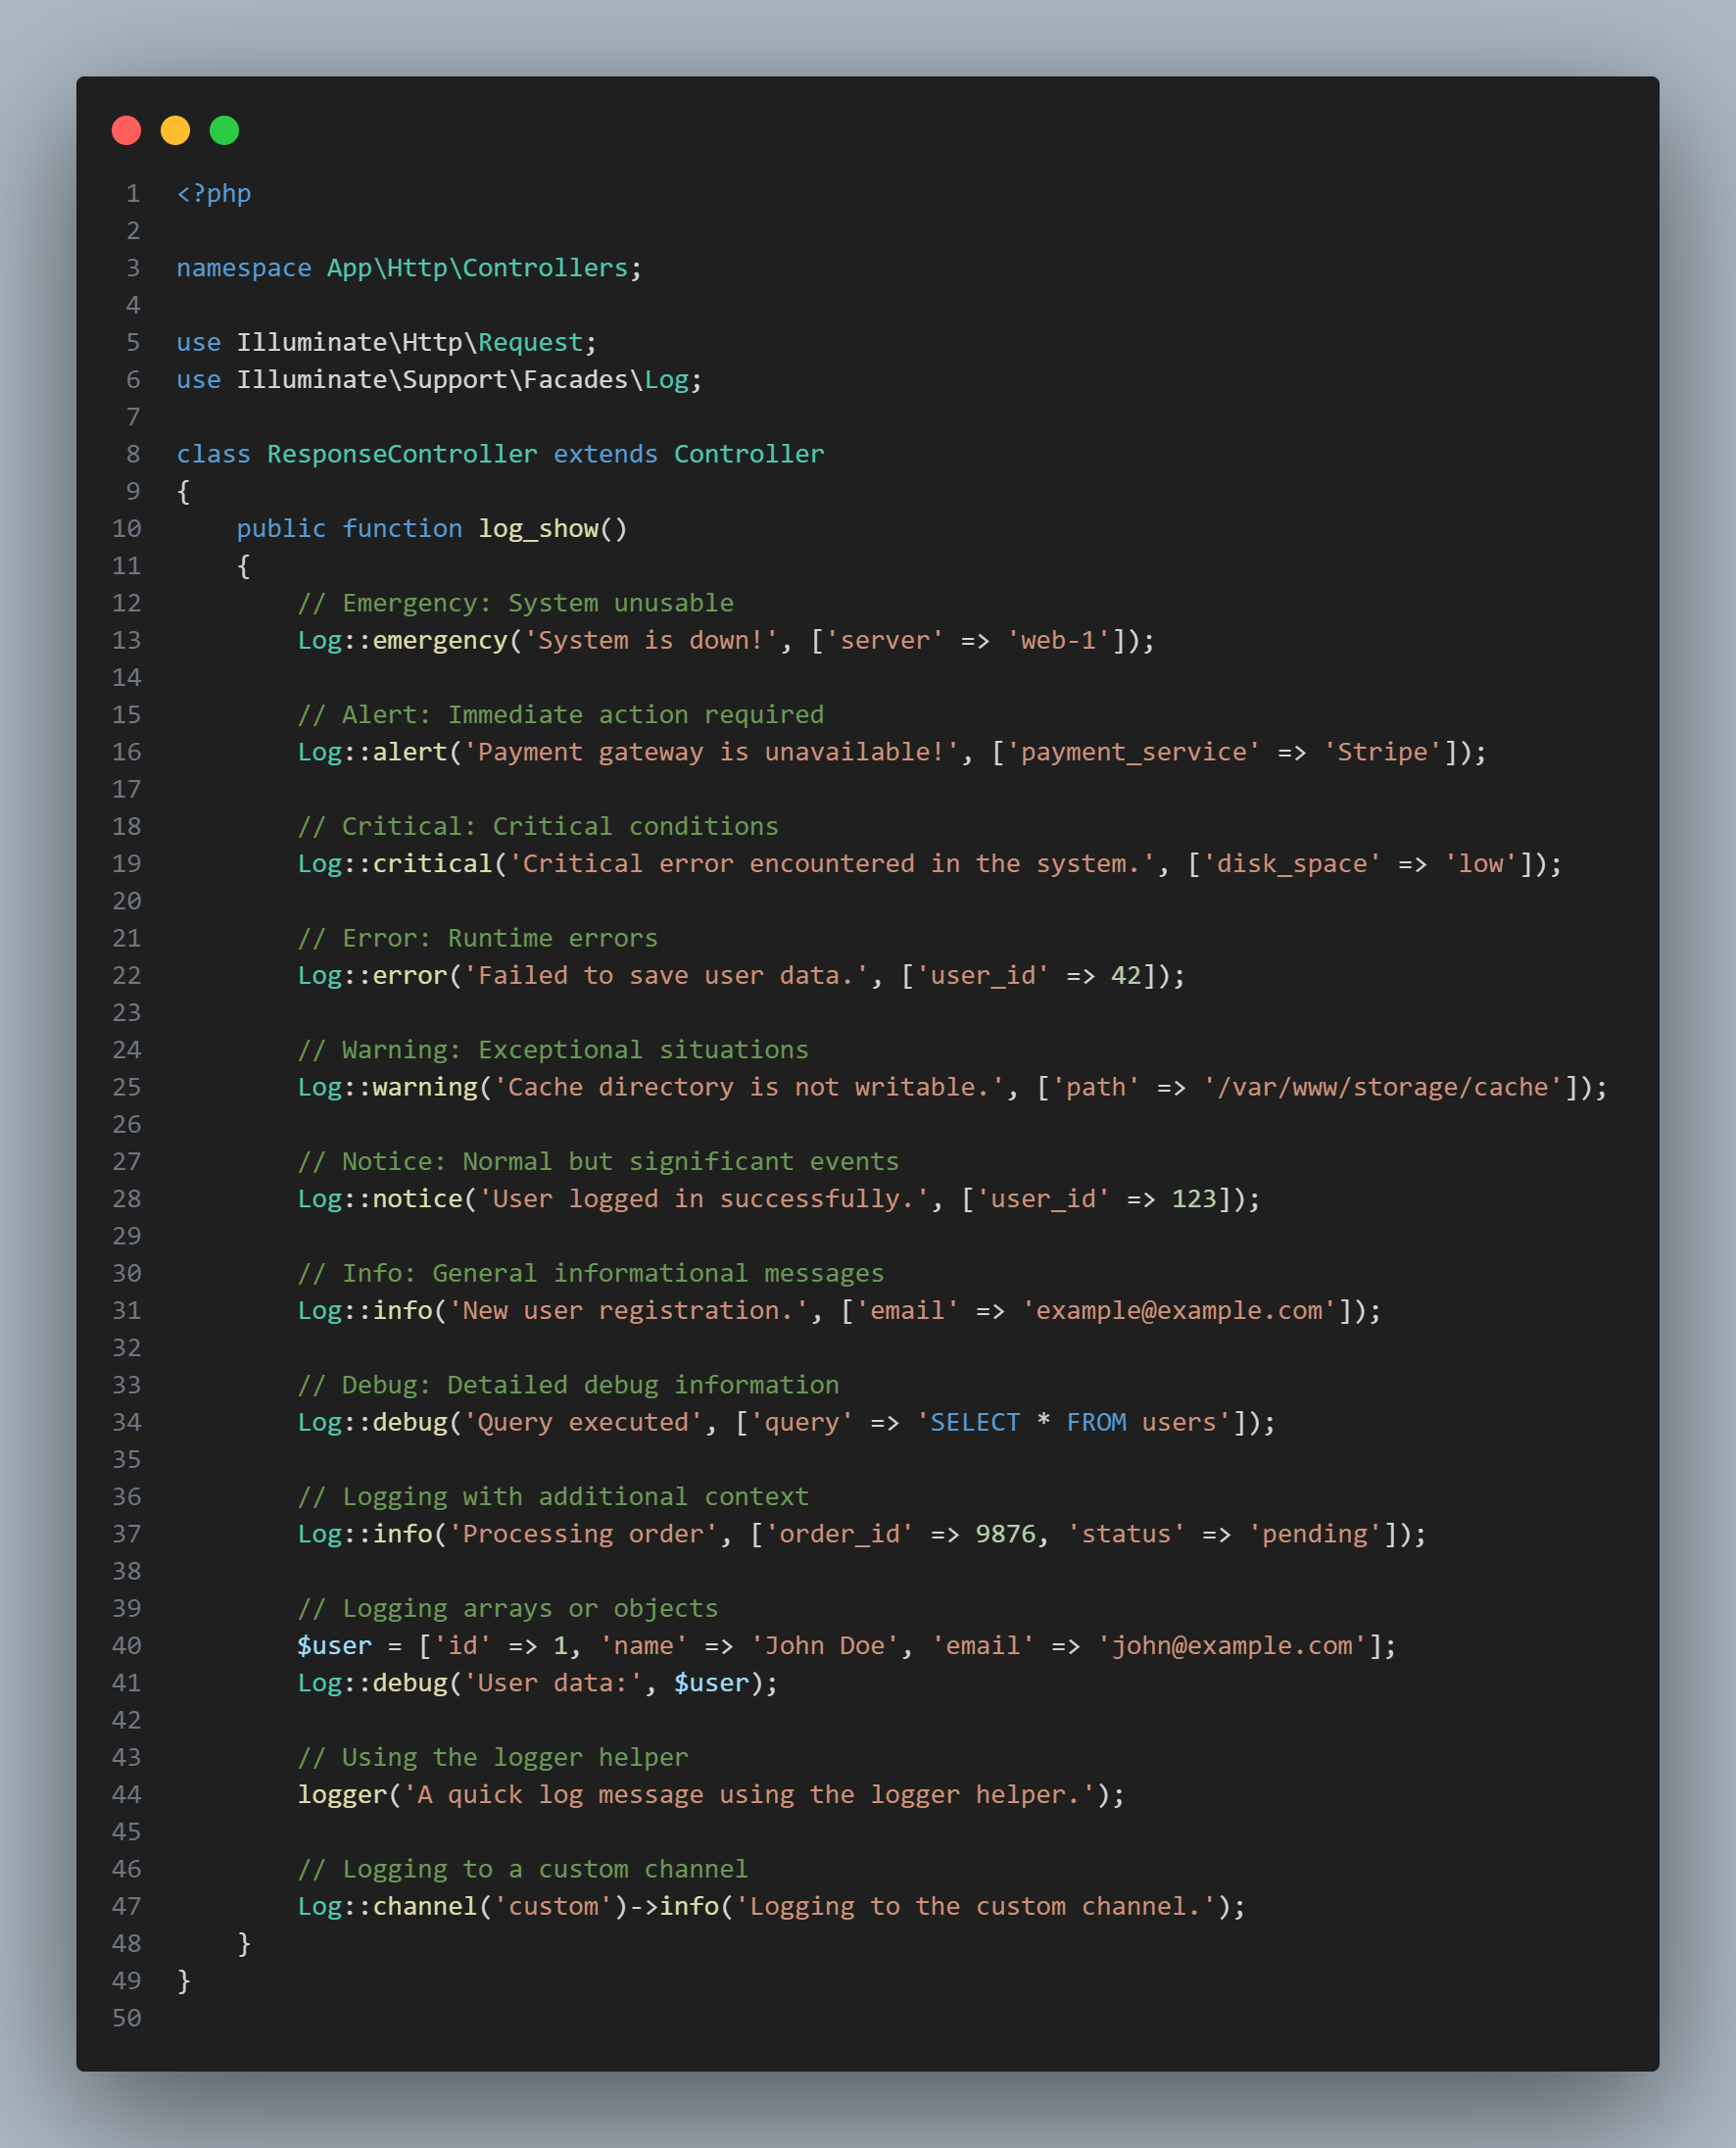 1 <?php
2
3 namespace App\Http\Controllers;
4
5 use Illuminate\Http\Request;
6 use Illuminate\Support\Facades\Log;
7
8 class ResponseController extends Controller
9 {
10     public function log_show()
11     {
12         // Emergency: System unusable
13         Log::emergency('System is down!', ['server' => 'web-1']);
14
15         // Alert: Immediate action required
16         Log::alert('Payment gateway is unavailable!', ['payment_service' => 'Stripe']);
17
18         // Critical: Critical conditions
19         Log::critical('Critical error encountered in the system.', ['disk_space' => 'low']);
20
21         // Error: Runtime errors
22         Log::error('Failed to save user data.', ['user_id' => 42]);
23
24         // Warning: Exceptional situations
25         Log::warning('Cache directory is not writable.', ['path' => '/var/www/storage/cache']);
26
27         // Notice: Normal but significant events
28         Log::notice('User logged in successfully.', ['user_id' => 123]);
29
30         // Info: General informational messages
31         Log::info('New user registration.', ['email' => 'example@example.com']);
32
33         // Debug: Detailed debug information
34         Log::debug('Query executed', ['query' => 'SELECT * FROM users']);
35
36         // Logging with additional context
37         Log::info('Processing order', ['order_id' => 9876, 'status' => 'pending']);
38
39         // Logging arrays or objects
40         $user = ['id' => 1, 'name' => 'John Doe', 'email' => 'john@example.com'];
41         Log::debug('User data:', $user);
42
43         // Using the logger helper
44         logger('A quick log message using the logger helper.');
45
46         // Logging to a custom channel
47         Log::channel('custom')->info('Logging to the custom channel.');
48     }
49 }
50